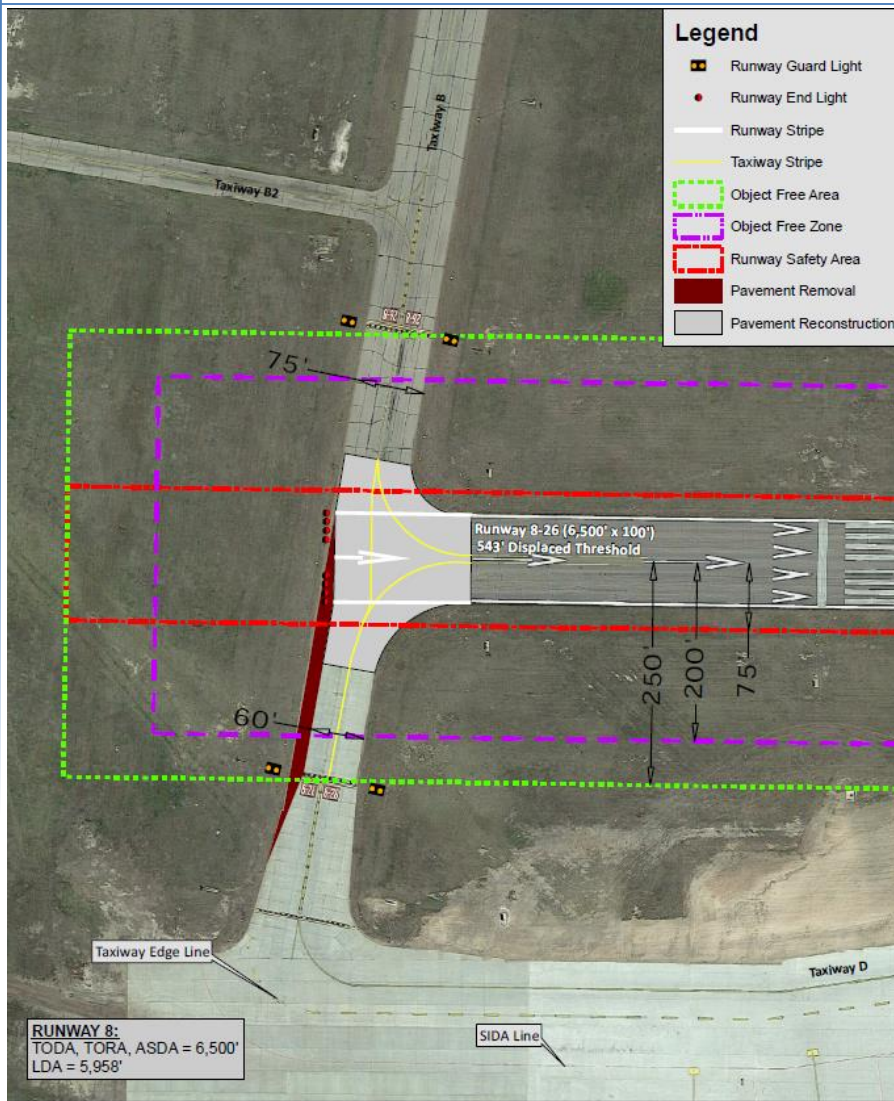 Legend
Runway Guard Light
Runway End Light
Runway Stripe
Taxiway Stripe
Object Free Area
Object Free Zone
Runway Safety Area
Pavement Removal
Pavement Reconstruction
Taxiway B
Taxiway B2
8-26
75'
Runway 8-26 (6,500' x 100')
543' Displaced Threshold
250'
200'
75'
60'
Taxiway Edge Line
Taxiway D
SIDA Line
RUNWAY 8:
TODA, TORA, ASDA = 6,500'
LDA = 5,958'